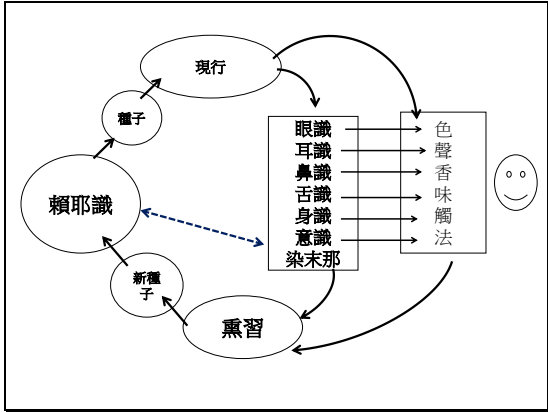 現行
種子
賴耶識
新種
子
熏習
眼識
耳識
鼻識
舌識
身識
意識
染末那
色
聲
香
味
觸
法